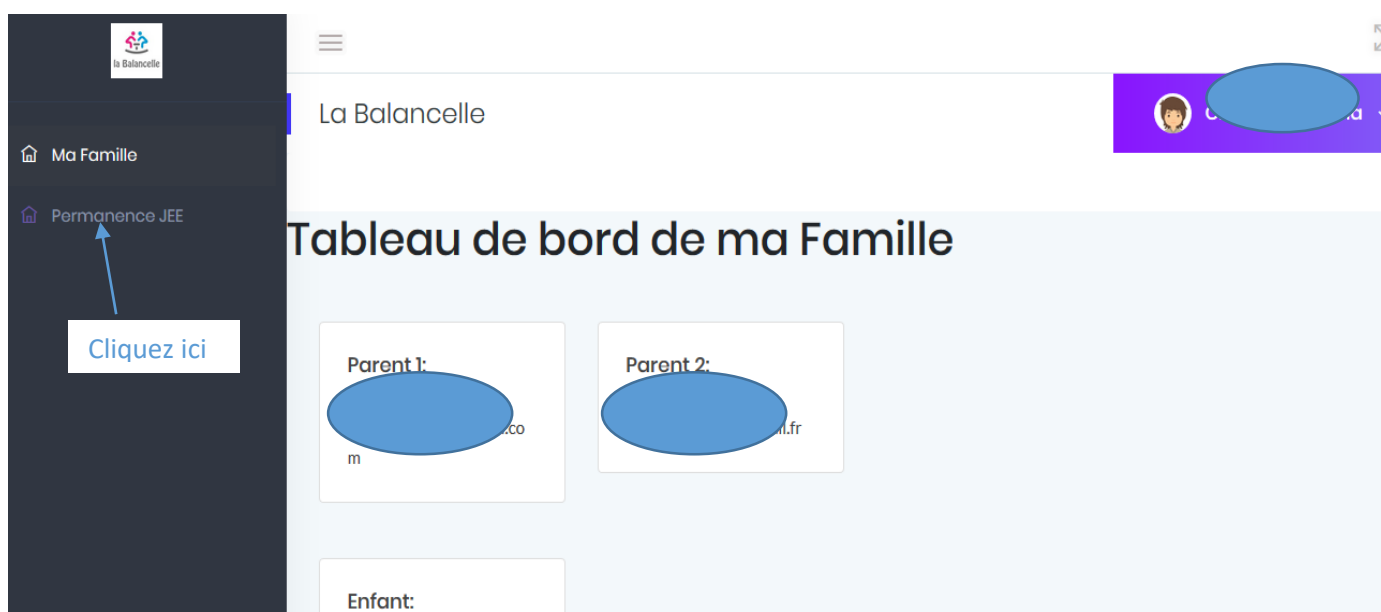 la Balancelle
La Balancelle
Ma Famille
Permanence JEE
Cliquez ici
Tableau de bord de ma Famille
Parent 1:
.co
m
Parent 2:
.fr
Enfant: